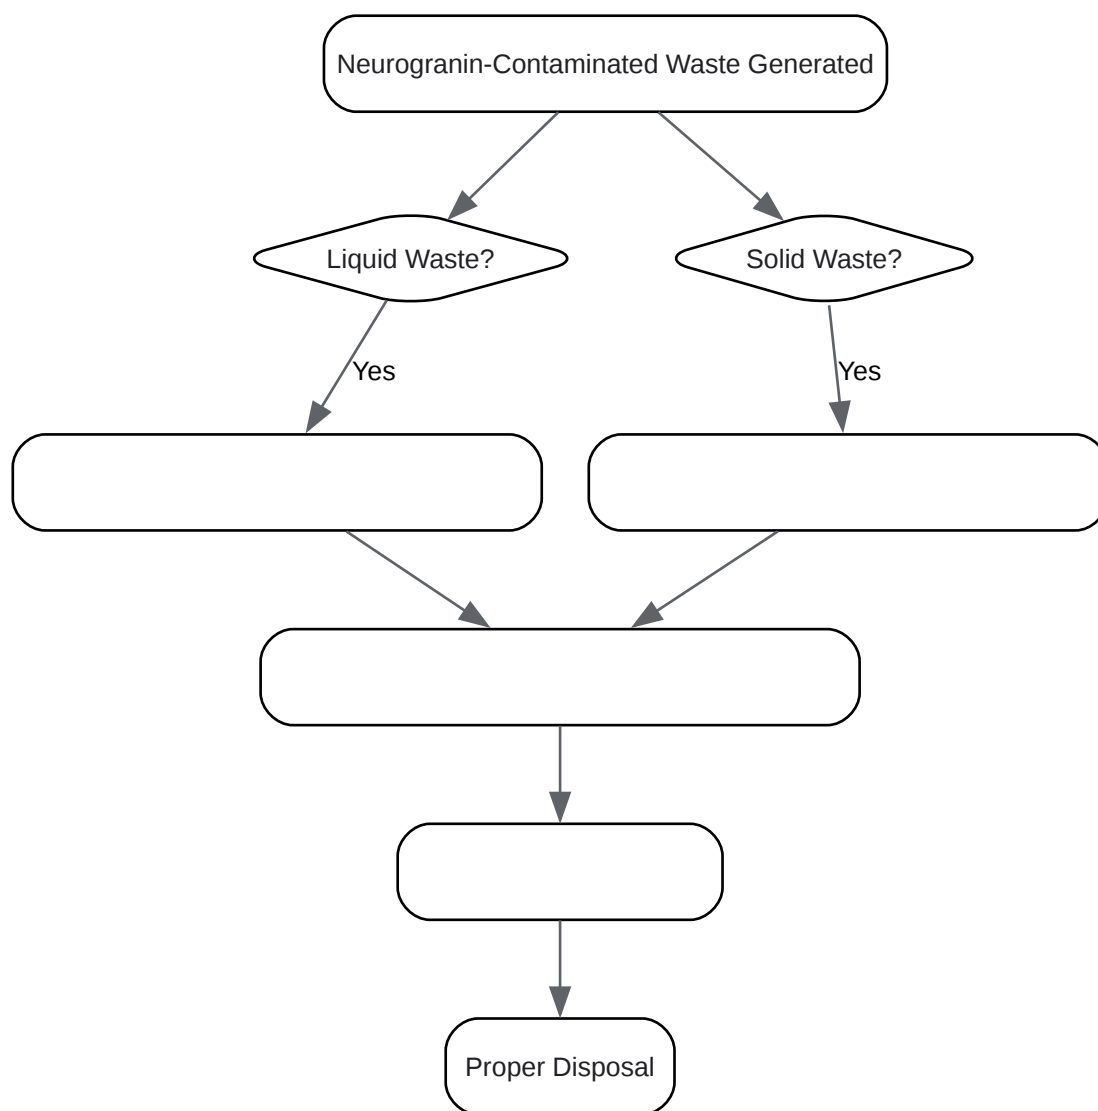 Neurogranin-Contaminated Waste Generated
Liquid Waste?
Solid Waste?
Yes
Yes
Proper Disposal